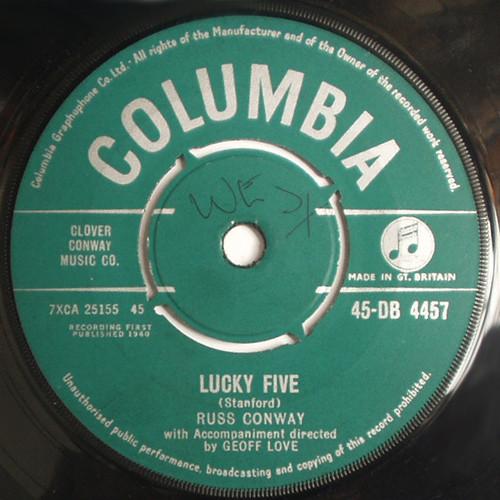 Columbia Graphophone Co. Ltd. - All rights of the Manufacturer and of the Owner of the recorded work reserved.
COLUMBIA
CLOVER
CONWAY
MUSIC CO.
MADE IN GT. BRITAIN
7XCA 25155 45
45-DB 4457
RECORDING FIRST
PUBLISHED 1960
LUCKY FIVE
(Stanford)
RUSS CONWAY
with Accompaniment directed
by GEOFF LOVE
Unauthorised public performance, broadcasting and copying of this record prohibited.